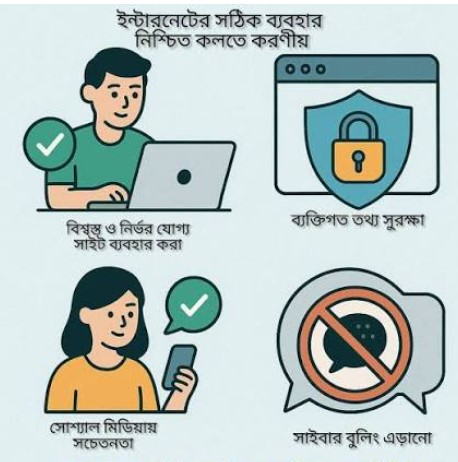 ইন্টারনেটের সঠিক ব্যবহার
নিশ্চিত কলতে করণীয়
বিশ্বস্ত ও নির্ভর যোগ্য
সাইট ব্যবহার করা
ব্যক্তিগত তথ্য সুরক্ষা
সোশ্যাল মিডিয়ায়
সচেতনতা
সাইবার বুলিং এড়ানো